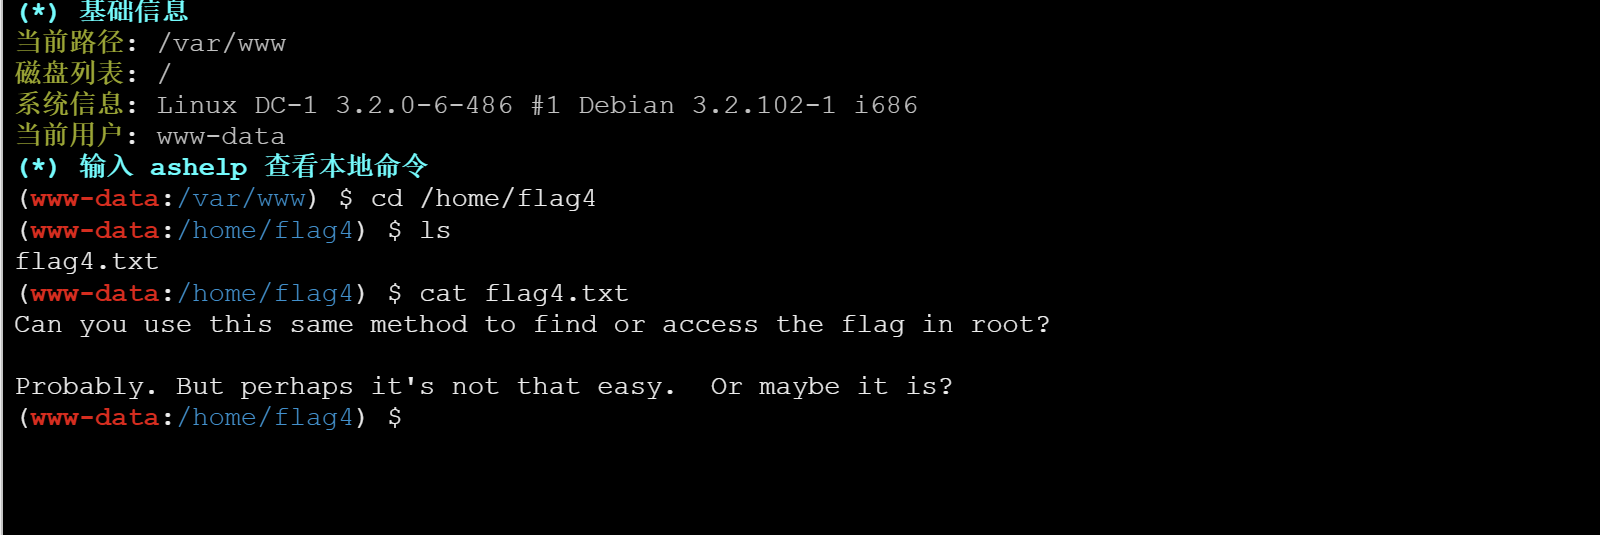 (*) 基础信息
当前路径: /var/www
磁盘列表: /
系统信息: Linux DC-1 3.2.0-6-486 #1 Debian 3.2.102-1 i686
当前用户: www-data
(*) 输入 ashelp 查看本地命令
(www-data:/var/www) $ cd /home/flag4
(www-data:/home/flag4) $ ls
flag4.txt
(www-data:/home/flag4) $ cat flag4.txt
Can you use this same method to find or access the flag in root?
Probably. But perhaps it's not that easy.  Or maybe it is?
(www-data:/home/flag4) $